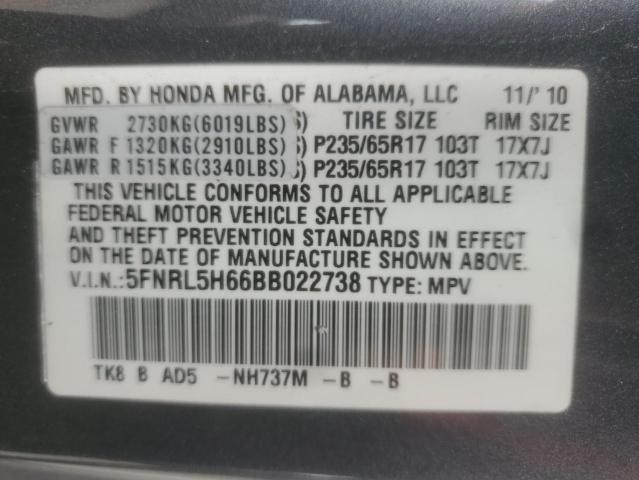 MFD. BY HONDA MFG. OF ALABAMA, LLC 11/'10
GVWR 2730KG(6019LBS) TIRE SIZE RIM SIZE
GAWR F 1320KG(2910LBS) P235/65R17 103T 17X7J
GAWR R 1515KG(3340LBS) P235/65R17 103T 17X7J
THIS VEHICLE CONFORMS TO ALL APPLICABLE
FEDERAL MOTOR VEHICLE SAFETY
AND THEFT PREVENTION STANDARDS IN EFFECT
ON THE DATE OF MANUFACTURE SHOWN ABOVE.
V.I.N.:5FNRL5H66BB022738 TYPE: MPV
TK8 B AD5 -NH737M -B -B